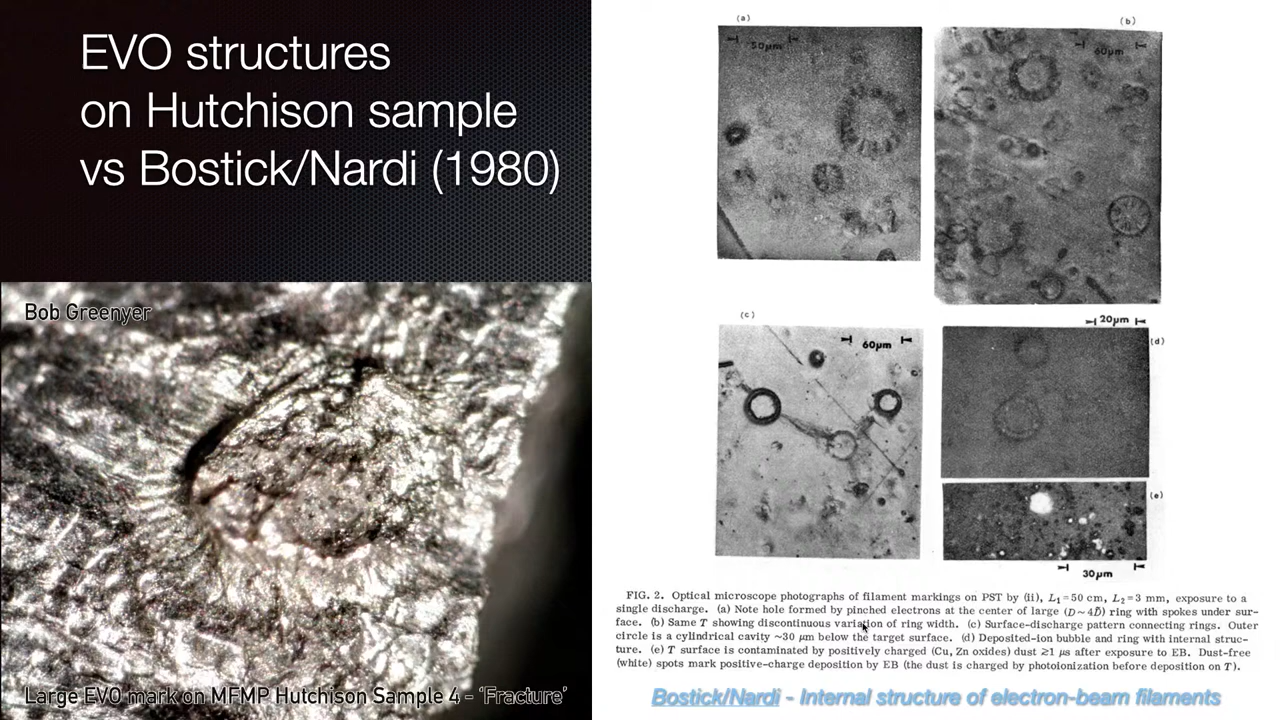 EVO structures
on Hutchison sample
vs Bostick/Nardi (1980)
Bob Greenyer
Large EVO mark on MFMP Hutchison Sample 4 - 'Fracture'
(a)
50μm
(b)
60μm
(c)
60μm
20μm
(d)
(e)
30μm
FIG. 2. Optical microscope photographs of filament markings on PST by (ii), L₁=50 cm, L₂=3 mm, exposure to a
single discharge. (a) Note hole formed by pinched electrons at the center of large (D~4D̄) ring with spokes under sur-
face. (b) Same T showing discontinuous variation of ring width. (c) Surface-discharge pattern connecting rings. Outer
circle is a cylindrical cavity ~30 μm below the target surface. (d) Deposited-ion bubble and ring with internal struc-
ture. (e) T surface is contaminated by positively charged (Cu, Zn oxides) dust ≳1 μs after exposure to EB. Dust-free
(white) spots mark positive-charge deposition by EB (the dust is charged by photoionization before deposition on T).
Bostick/Nardi - Internal structure of electron-beam filaments